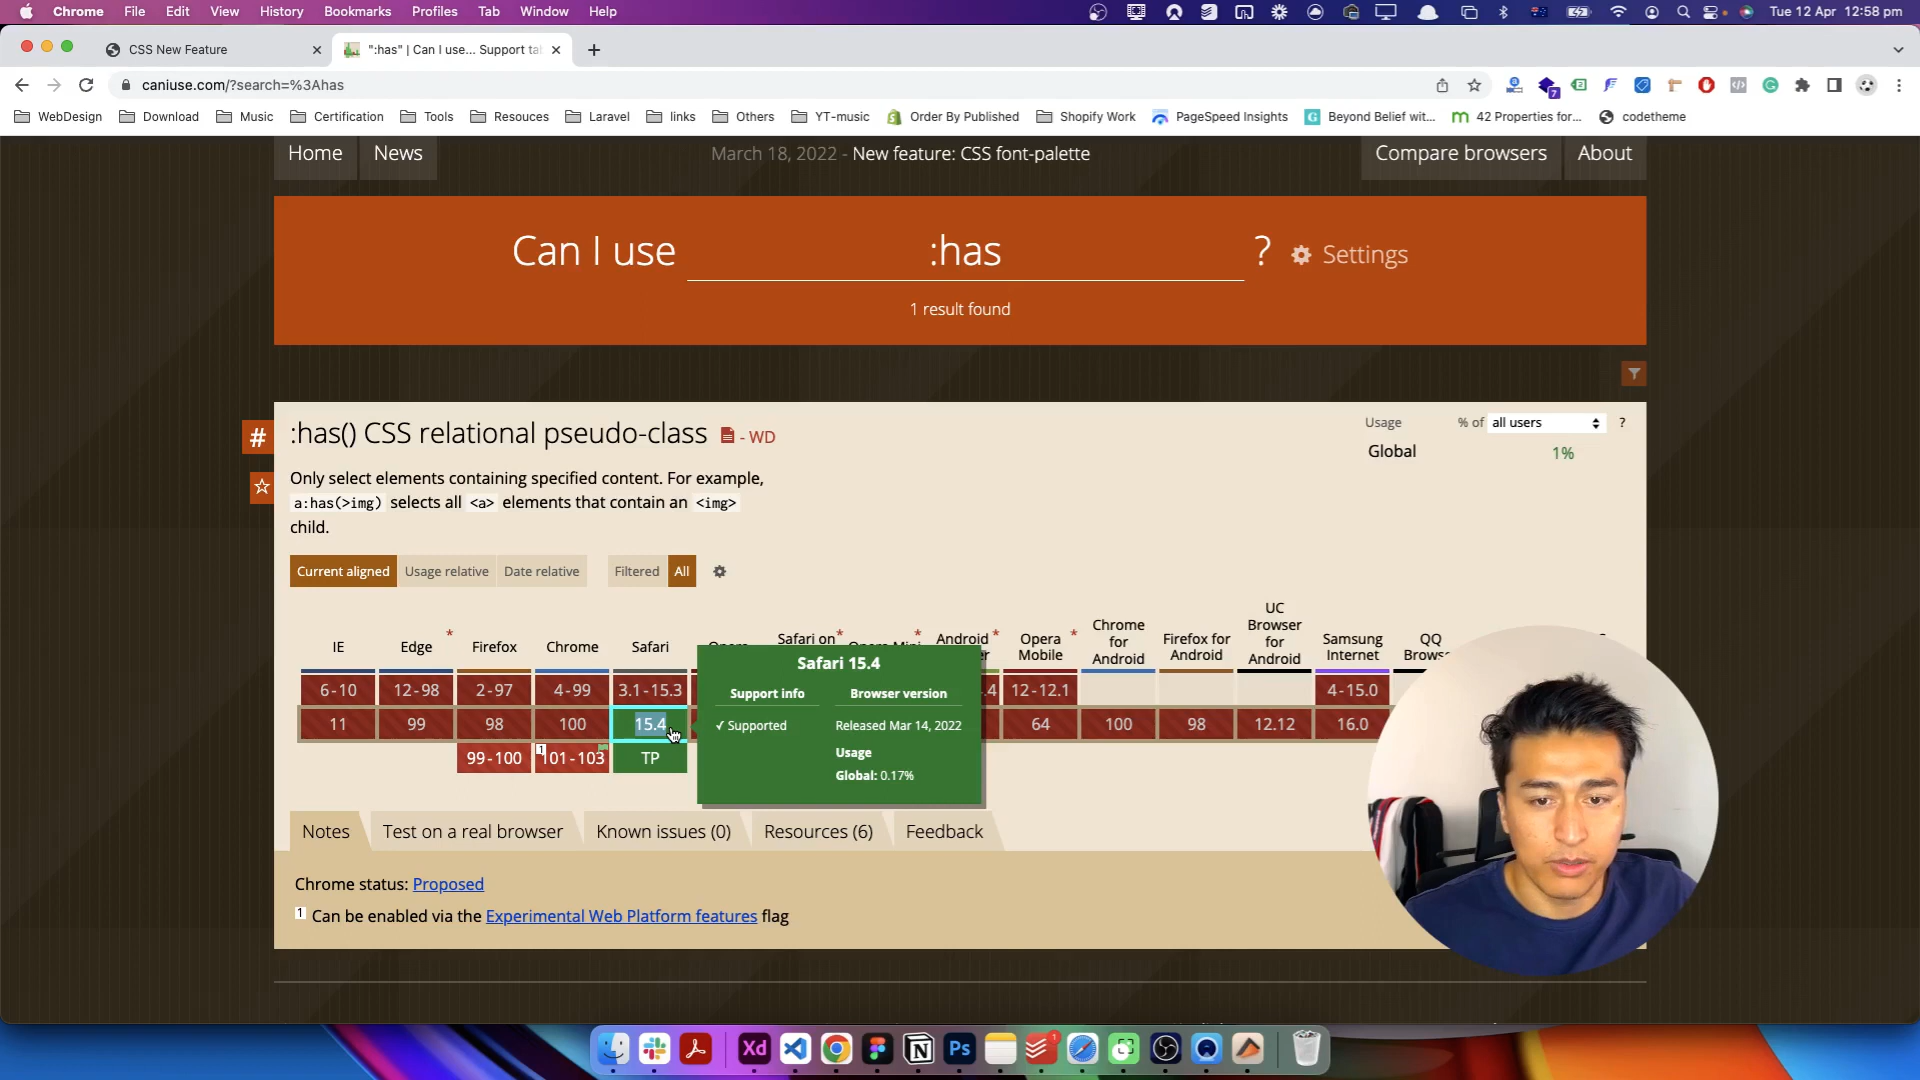 Chrome File Edit View History Bookmarks Profiles Tab Window Help Tue 12 Apr 12:58 pm
CSS New Feature
":has" | Can I use... Support ta
caniuse.com/?search=%3Ahas
7
WebDesign Download Music Certification Tools Resouces Laravel links Others YT-music Order By Published Shopify Work PageSpeed Insights Beyond Belief wit... 42 Properties for... codetheme
Home News March 18, 2022 - New feature: CSS font-palette Compare browsers About
Can I use :has ? Settings
1 result found
# :has() CSS relational pseudo-class - WD
Usage % of all users ?
Global 1%
Only select elements containing specified content. For example,
a:has(>img) selects all <a> elements that contain an <img>
child.
Current aligned Usage relative Date relative Filtered All
IE Edge * Firefox Chrome Safari Safari on * * Android * Opera Mobile * Chrome for Android Firefox for Android UC Browser for Android Samsung Internet QQ
6-10 12-98 2-97 4-99 3.1-15.3 12-12.1 4-15.0
11 99 98 100 15.4 64 100 98 12.12 16.0
99-100 1 101-103 TP
Safari 15.4
Support info Browser version
✓ Supported Released Mar 14, 2022
Usage
Global: 0.17%
Notes Test on a real browser Known issues (0) Resources (6) Feedback
Chrome status: Proposed
1 Can be enabled via the Experimental Web Platform features flag
Xd N Ps 1